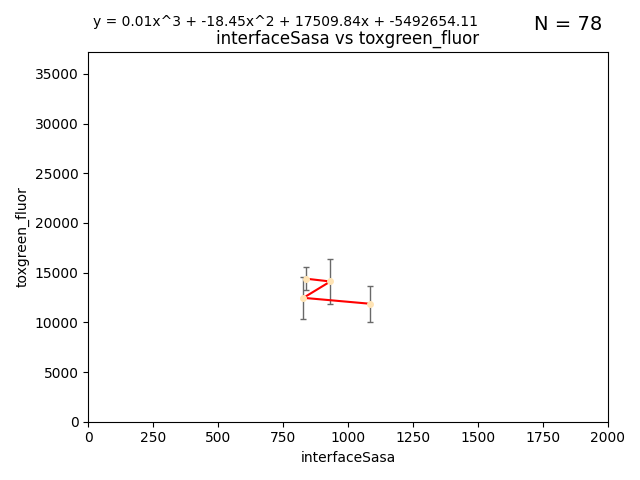 y = 0.01x^3 + -18.45x^2 + 17509.84x + -5492654.11
N = 78
interfaceSasa vs toxgreen_fluor
35000
30000
25000
20000
15000
10000
5000
0
toxgreen_fluor
0 250 500 750 1000 1250 1500 1750 2000
interfaceSasa